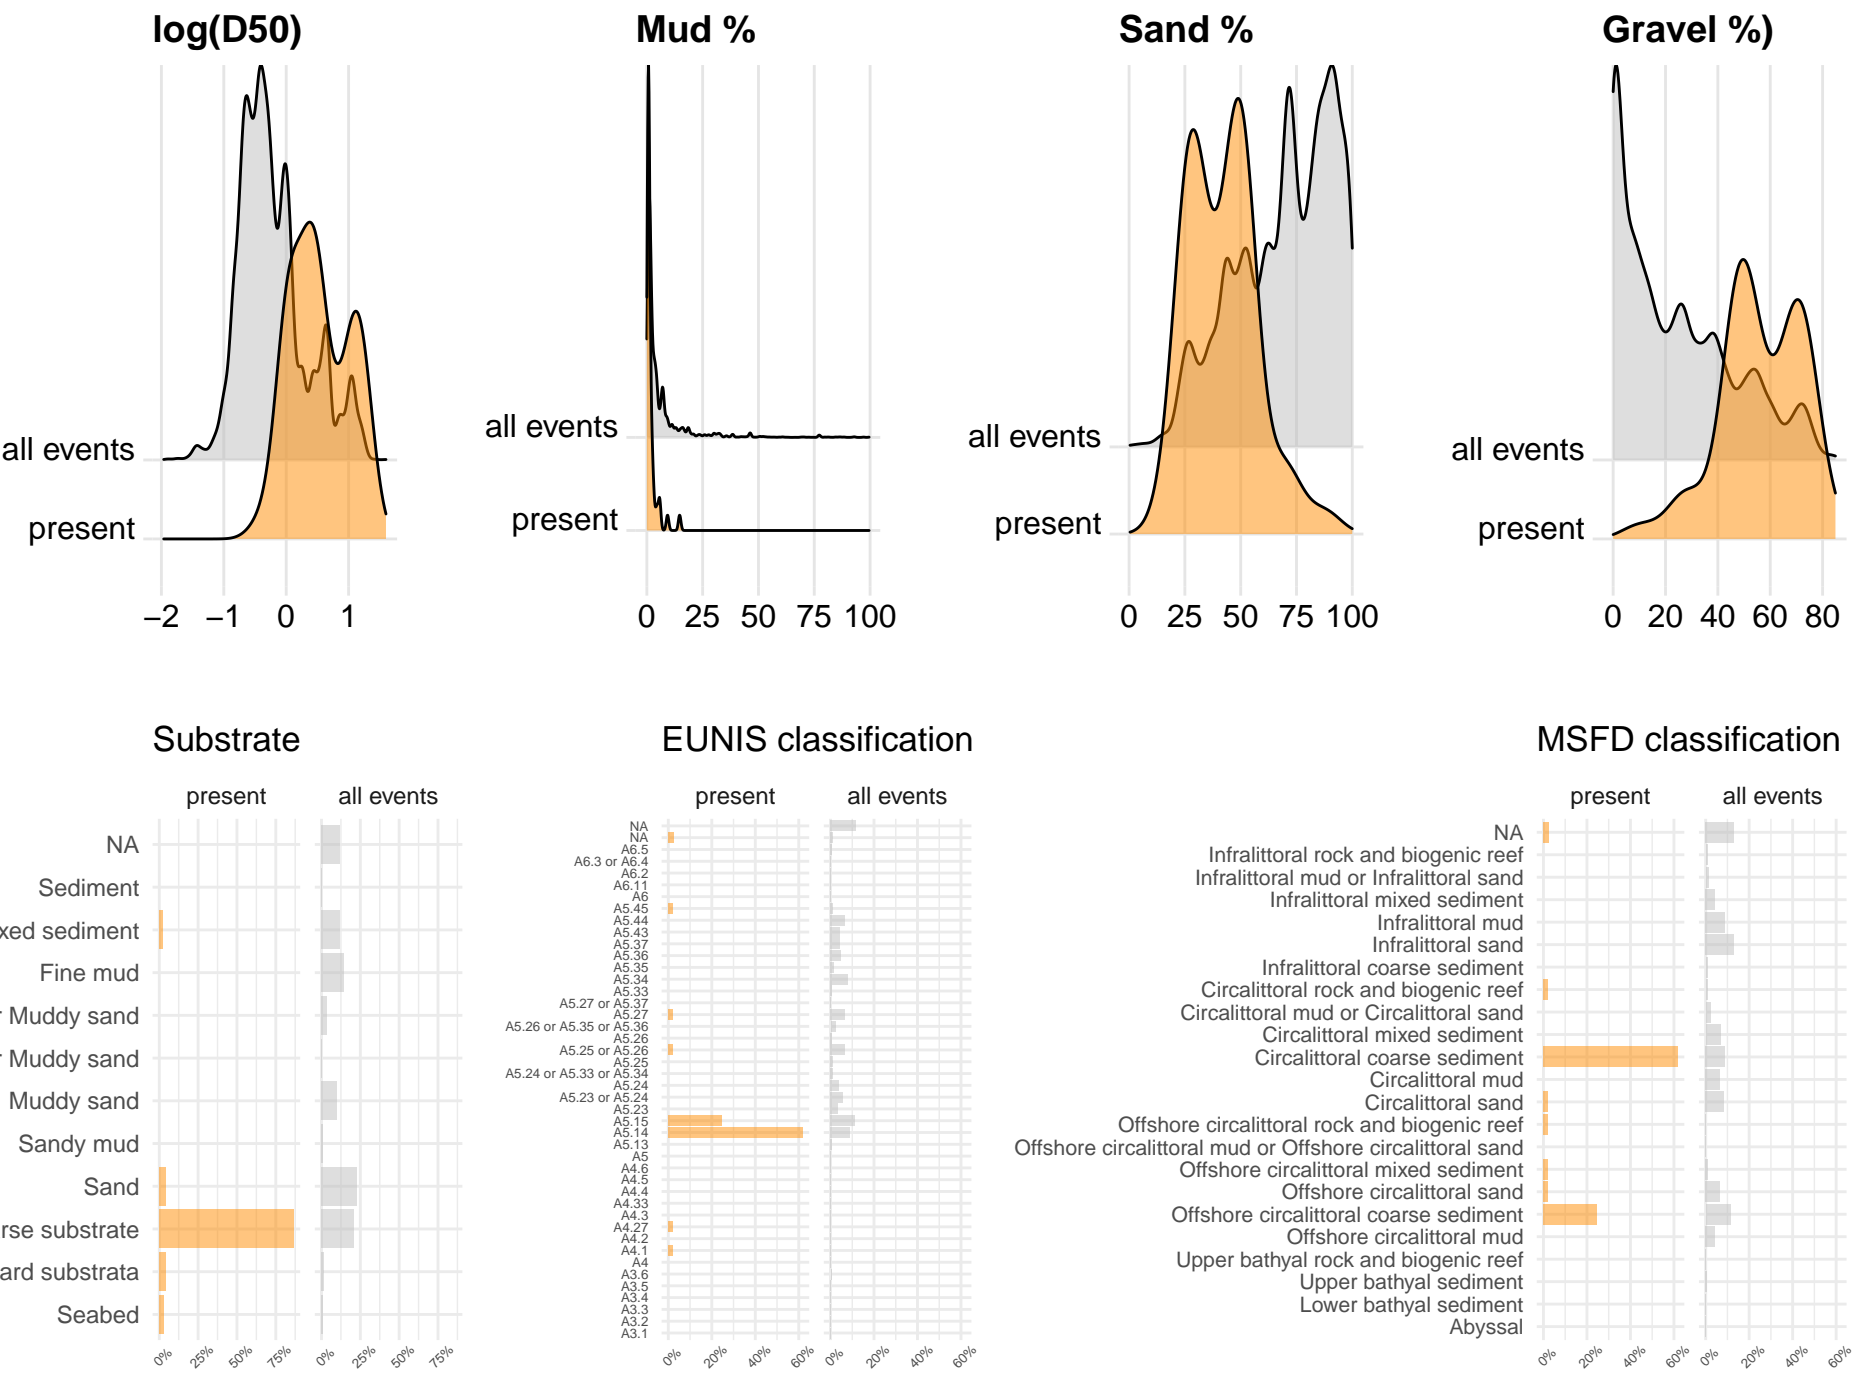 log(D50) Mud % Sand % Gravel %)
all events all events all events all events
present present present present
−2 −1 0 1 0 25 50 75 100 0 25 50 75 100 0 20 40 60 80
Substrate EUNIS classification MSFD classification
present all events present all events present all events
NA
Sediment
xed sediment
Fine mud
r Muddy sand
r Muddy sand
Muddy sand
Sandy mud
Sand
rse substrate
ard substrata
Seabed
0% 25% 50% 75% 0% 25% 50% 75%
NA
NA
A6.5
A6.3 or A6.4
A6.2
A6.11
A6
A5.45
A5.44
A5.43
A5.37
A5.36
A5.35
A5.34
A5.33
A5.27 or A5.37
A5.27
A5.26 or A5.35 or A5.36
A5.26
A5.25 or A5.26
A5.25
A5.24 or A5.33 or A5.34
A5.24
A5.23 or A5.24
A5.23
A5.15
A5.14
A5.13
A5
A4.6
A4.5
A4.4
A4.33
A4.3
A4.27
A4.2
A4.1
A4
A3.6
A3.5
A3.4
A3.3
A3.2
A3.1
0% 20% 40% 60% 0% 20% 40% 60%
NA
Infralittoral rock and biogenic reef
Infralittoral mud or Infralittoral sand
Infralittoral mixed sediment
Infralittoral mud
Infralittoral sand
Infralittoral coarse sediment
Circalittoral rock and biogenic reef
Circalittoral mud or Circalittoral sand
Circalittoral mixed sediment
Circalittoral coarse sediment
Circalittoral mud
Circalittoral sand
Offshore circalittoral rock and biogenic reef
Offshore circalittoral mud or Offshore circalittoral sand
Offshore circalittoral mixed sediment
Offshore circalittoral sand
Offshore circalittoral coarse sediment
Offshore circalittoral mud
Upper bathyal rock and biogenic reef
Upper bathyal sediment
Lower bathyal sediment
Abyssal
0% 20% 40% 60% 0% 20% 40% 60%